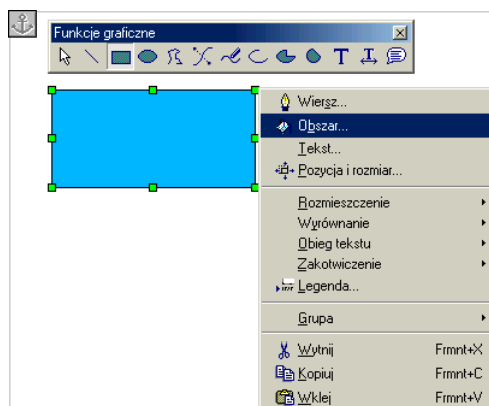 Funkcje graficzne
Wiersz...
Obszar...
Tekst...
Pozycja i rozmiar...
Rozmieszczenie
Wyrównanie
Obieg tekstu
Zakotwiczenie
Legenda...
Grupa
Wytnij Frmnt+X
Kopiuj Frmnt+C
Wklej Frmnt+V